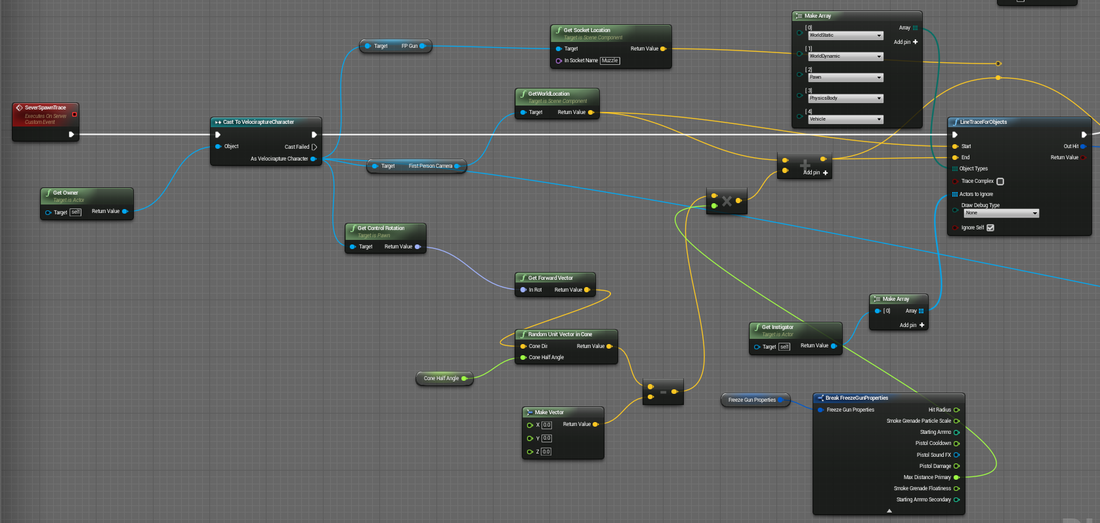 SeverSpawnTrace
Executes On Server
Custom Event
Get Owner
Target is Actor
Target self Return Value
Cast To VelociraptureCharacter
Cast Failed
Object
As Velocirapture Character
Target FP Gun
Get Socket Location
Target is Scene Component
Target Return Value
In Socket Name Muzzle
GetWorldLocation
Target is Scene Component
Target Return Value
Target First Person Camera
Get Control Rotation
Target is Pawn
Target Return Value
Get Forward Vector
In Rot Return Value
Random Unit Vector in Cone
Cone Dir Return Value
Cone Half Angle
Cone Half Angle
Make Vector
X 0.0 Return Value
Y 0.0
Z 0.0
Make Array
[0] Array
WorldStatic
Add pin +
[1]
WorldDynamic
[2]
Pawn
[3]
PhysicsBody
[4]
Vehicle
Add pin +
LineTraceForObjects
Start Out Hit
End Return Value
Object Types
Trace Complex
Actors to Ignore
Draw Debug Type
None
Ignore Self
Make Array
[0] Array
Add pin +
Get Instigator
Target is Actor
Target self Return Value
Freeze Gun Properties
Break FreezeGunProperties
Freeze Gun Properties Hit Radius
Smoke Grenade Particle Scale
Starting Ammo
Pistol Cooldown
Pistol Sound FX
Pistol Damage
Max Distance Primary
Smoke Grenade Floatiness
Starting Ammo Secondary